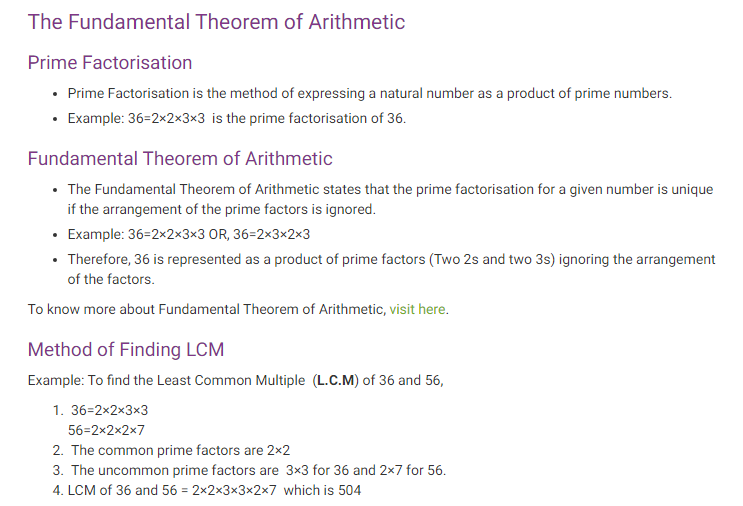 The Fundamental Theorem of Arithmetic
Prime Factorisation
• Prime Factorisation is the method of expressing a natural number as a product of prime numbers.
• Example: 36=2×2×3×3 is the prime factorisation of 36.
Fundamental Theorem of Arithmetic
• The Fundamental Theorem of Arithmetic states that the prime factorisation for a given number is unique
if the arrangement of the prime factors is ignored.
• Example: 36=2×2×3×3 OR, 36=2×3×2×3
• Therefore, 36 is represented as a product of prime factors (Two 2s and two 3s) ignoring the arrangement
of the factors.
To know more about Fundamental Theorem of Arithmetic, visit here.
Method of Finding LCM
Example: To find the Least Common Multiple (L.C.M) of 36 and 56,
1. 36=2×2×3×3
56=2×2×2×7
2. The common prime factors are 2×2
3. The uncommon prime factors are 3×3 for 36 and 2×7 for 56.
4. LCM of 36 and 56 = 2×2×3×3×2×7 which is 504